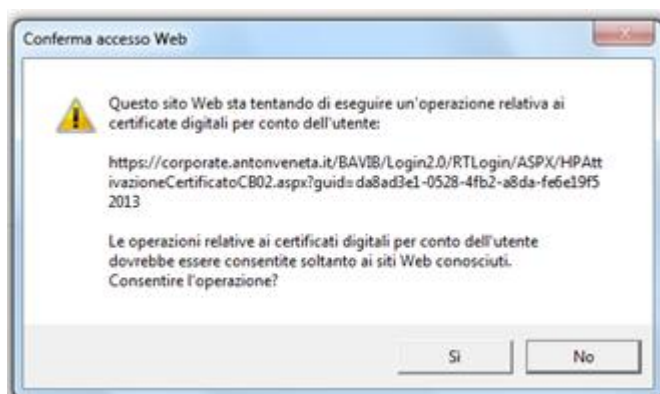 Conferma accesso Web
Questo sito Web sta tentando di eseguire un'operazione relativa ai
certificate digitali per conto dell'utente:
https://corporate.antonveneta.it/BAVIB/Login2.0/RTLogin/ASPX/HPAtt
ivazioneCertificatoCB02.aspx?guid=da8ad3e1-0528-4fb2-a8da-fe6e19f5
2013
Le operazioni relative ai certificati digitali per conto dell'utente
dovrebbe essere consentite soltanto ai siti Web conosciuti.
Consentire l'operazione?
Sì
No